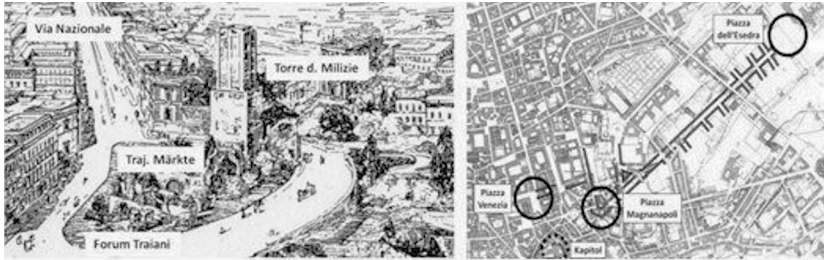 Via Nazionale
Torre d. Milizie
Traj. Märkte
Forum Traiani
Piazza
dell'Esedra
Piazza
Venezia
Piazza
Magnanapoli
Kapitol